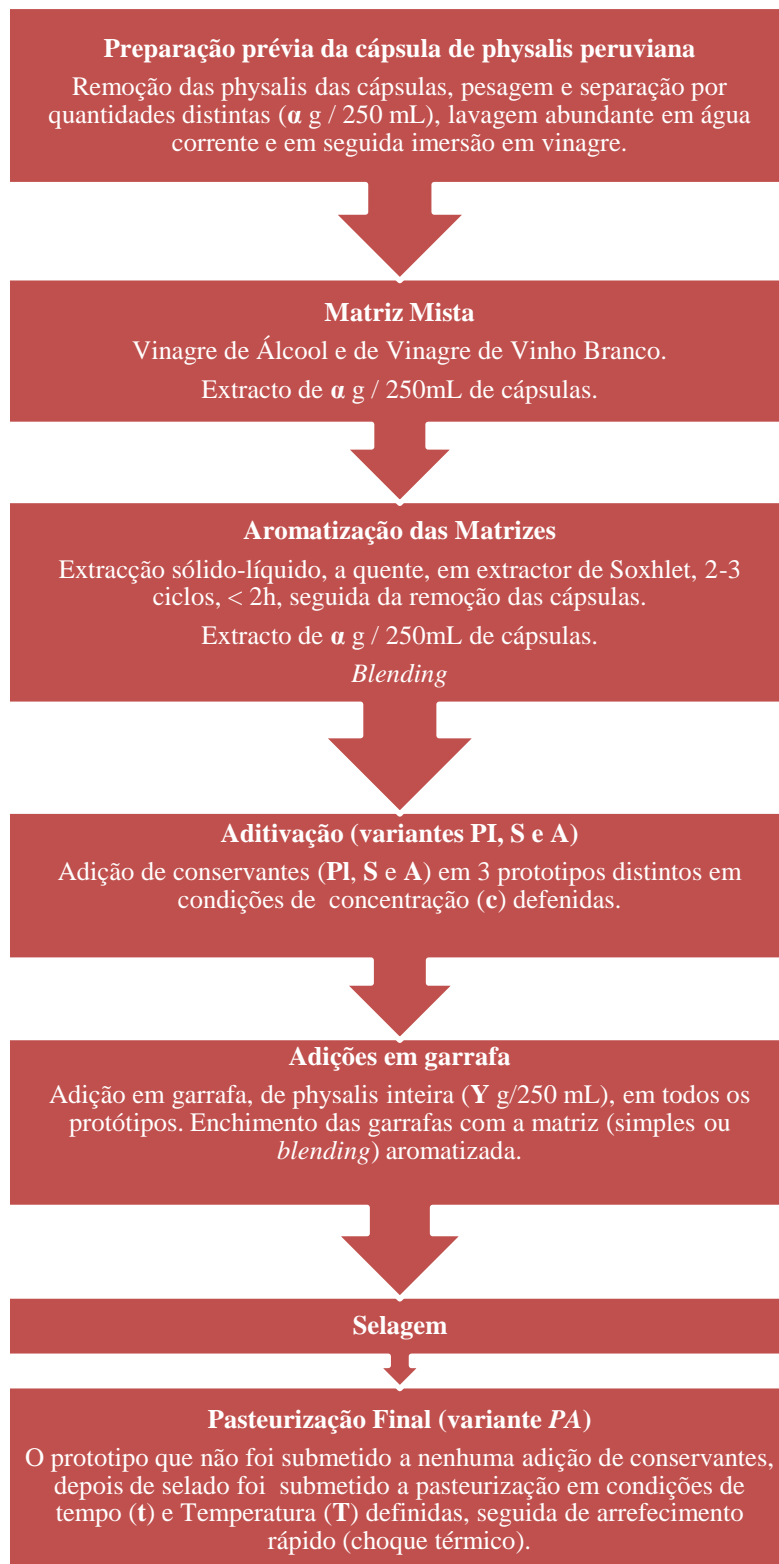 Preparação prévia da cápsula de physalis peruviana
Remoção das physalis das cápsulas, pesagem e separação por
quantidades distintas (α g / 250 mL), lavagem abundante em água
corrente e em seguida imersão em vinagre.
Matriz Mista
Vinagre de Álcool e de Vinagre de Vinho Branco.
Extracto de α g / 250mL de cápsulas.
Aromatização das Matrizes
Extracção sólido-líquido, a quente, em extractor de Soxhlet, 2-3
ciclos, < 2h, seguida da remoção das cápsulas.
Extracto de α g / 250mL de cápsulas.
Blending
Aditivação (variantes PI, S e A)
Adição de conservantes (Pl, S e A) em 3 prototipos distintos em
condições de concentração (c) defenidas.
Adições em garrafa
Adição em garrafa, de physalis inteira (Y g/250 mL), em todos os
protótipos. Enchimento das garrafas com a matriz (simples ou
blending) aromatizada.
Selagem
Pasteurização Final (variante PA)
O prototipo que não foi submetido a nenhuma adição de conservantes,
depois de selado foi submetido a pasteurização em condições de
tempo (t) e Temperatura (T) definidas, seguida de arrefecimento
rápido (choque térmico).